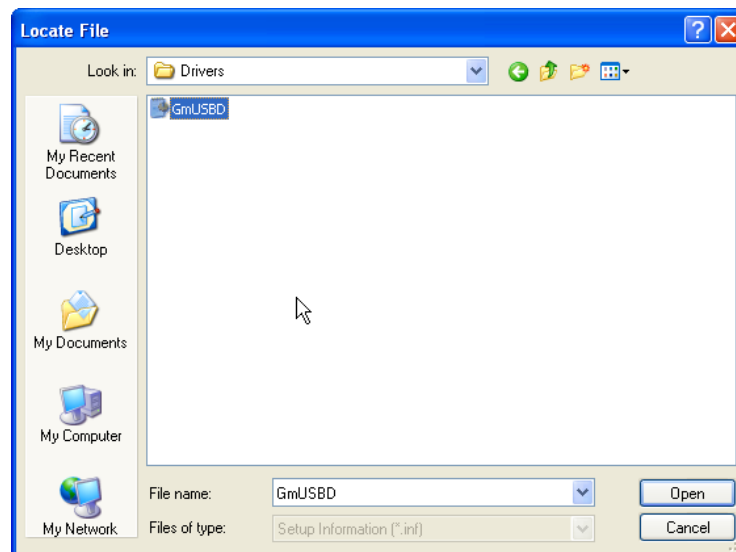 Locate File
Look in:
Drivers
GmUSBD
My Recent
Documents
Desktop
My Documents
My Computer
My Network
File name:
GmUSBD
Open
Files of type:
Setup Information (*.inf)
Cancel